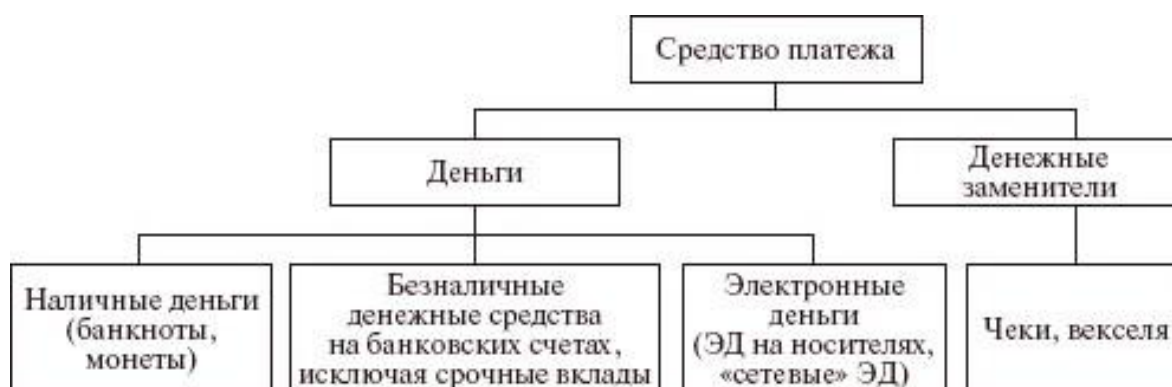 Средство платежа
Деньги
Денежные
заменители
Наличные деньги
(банкноты,
монеты)
Безналичные
денежные средства
на банковских счетах,
исключая срочные вклады
Электронные
деньги
(ЭД на носителях,
«сетевые» ЭД)
Чеки, векселя